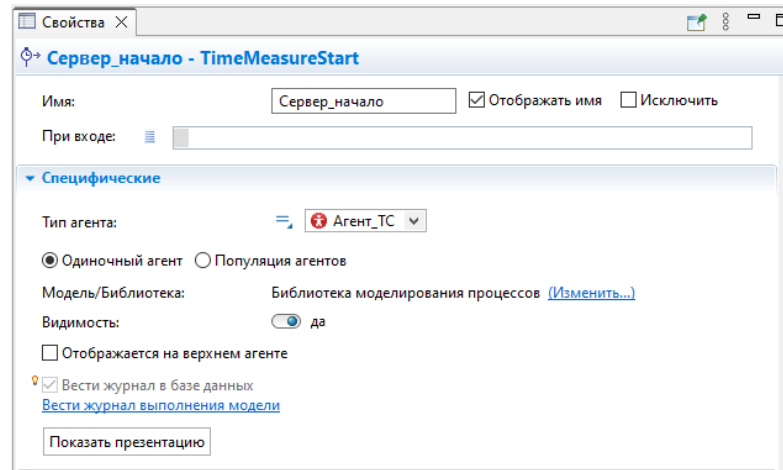 Свойства
Сервер_начало - TimeMeasureStart
Имя: Сервер_начало Отображать имя Исключить
При входе:
Специфические
Тип агента: Агент_ТС
Одиночный агент Популяция агентов
Модель/Библиотека: Библиотека моделирования процессов (Изменить...)
Видимость: да
Отображается на верхнем агенте
Вести журнал в базе данных
Вести журнал выполнения модели
Показать презентацию